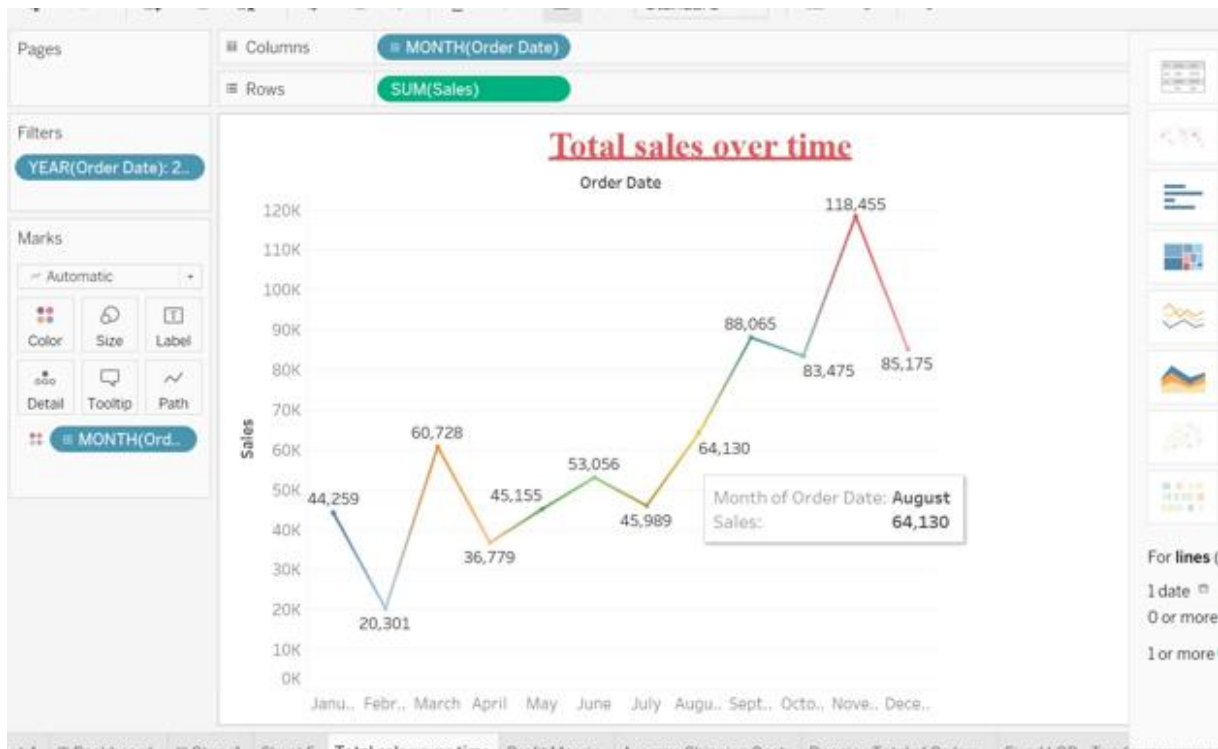 Pages
Columns
MONTH(Order Date)
Rows
SUM(Sales)
Filters
YEAR(Order Date): 2..
Marks
Automatic
Color
Size
Label
Detail
Tooltip
Path
MONTH(Ord..
Total sales over time
Order Date
Sales
120K
110K
100K
90K
80K
70K
60K
50K
40K
30K
20K
10K
0K
44,259
20,301
60,728
36,779
45,155
53,056
45,989
64,130
88,065
83,475
118,455
85,175
Month of Order Date: August
Sales: 64,130
Janu.. Febr.. March April May June July Augu.. Sept.. Octo.. Nove.. Dece..
For lines (
1 date
0 or more
1 or more
Total sales over time